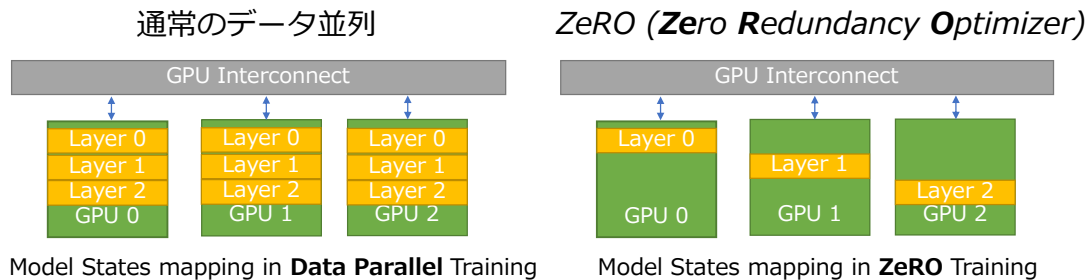 通常のデータ並列
GPU Interconnect
Layer 0
Layer 1
Layer 2
GPU 0
Layer 0
Layer 1
Layer 2
GPU 1
Layer 0
Layer 1
Layer 2
GPU 2
Model States mapping in Data Parallel Training
ZeRO (Zero Redundancy Optimizer)
GPU Interconnect
Layer 0
GPU 0
Layer 1
GPU 1
Layer 2
GPU 2
Model States mapping in ZeRO Training